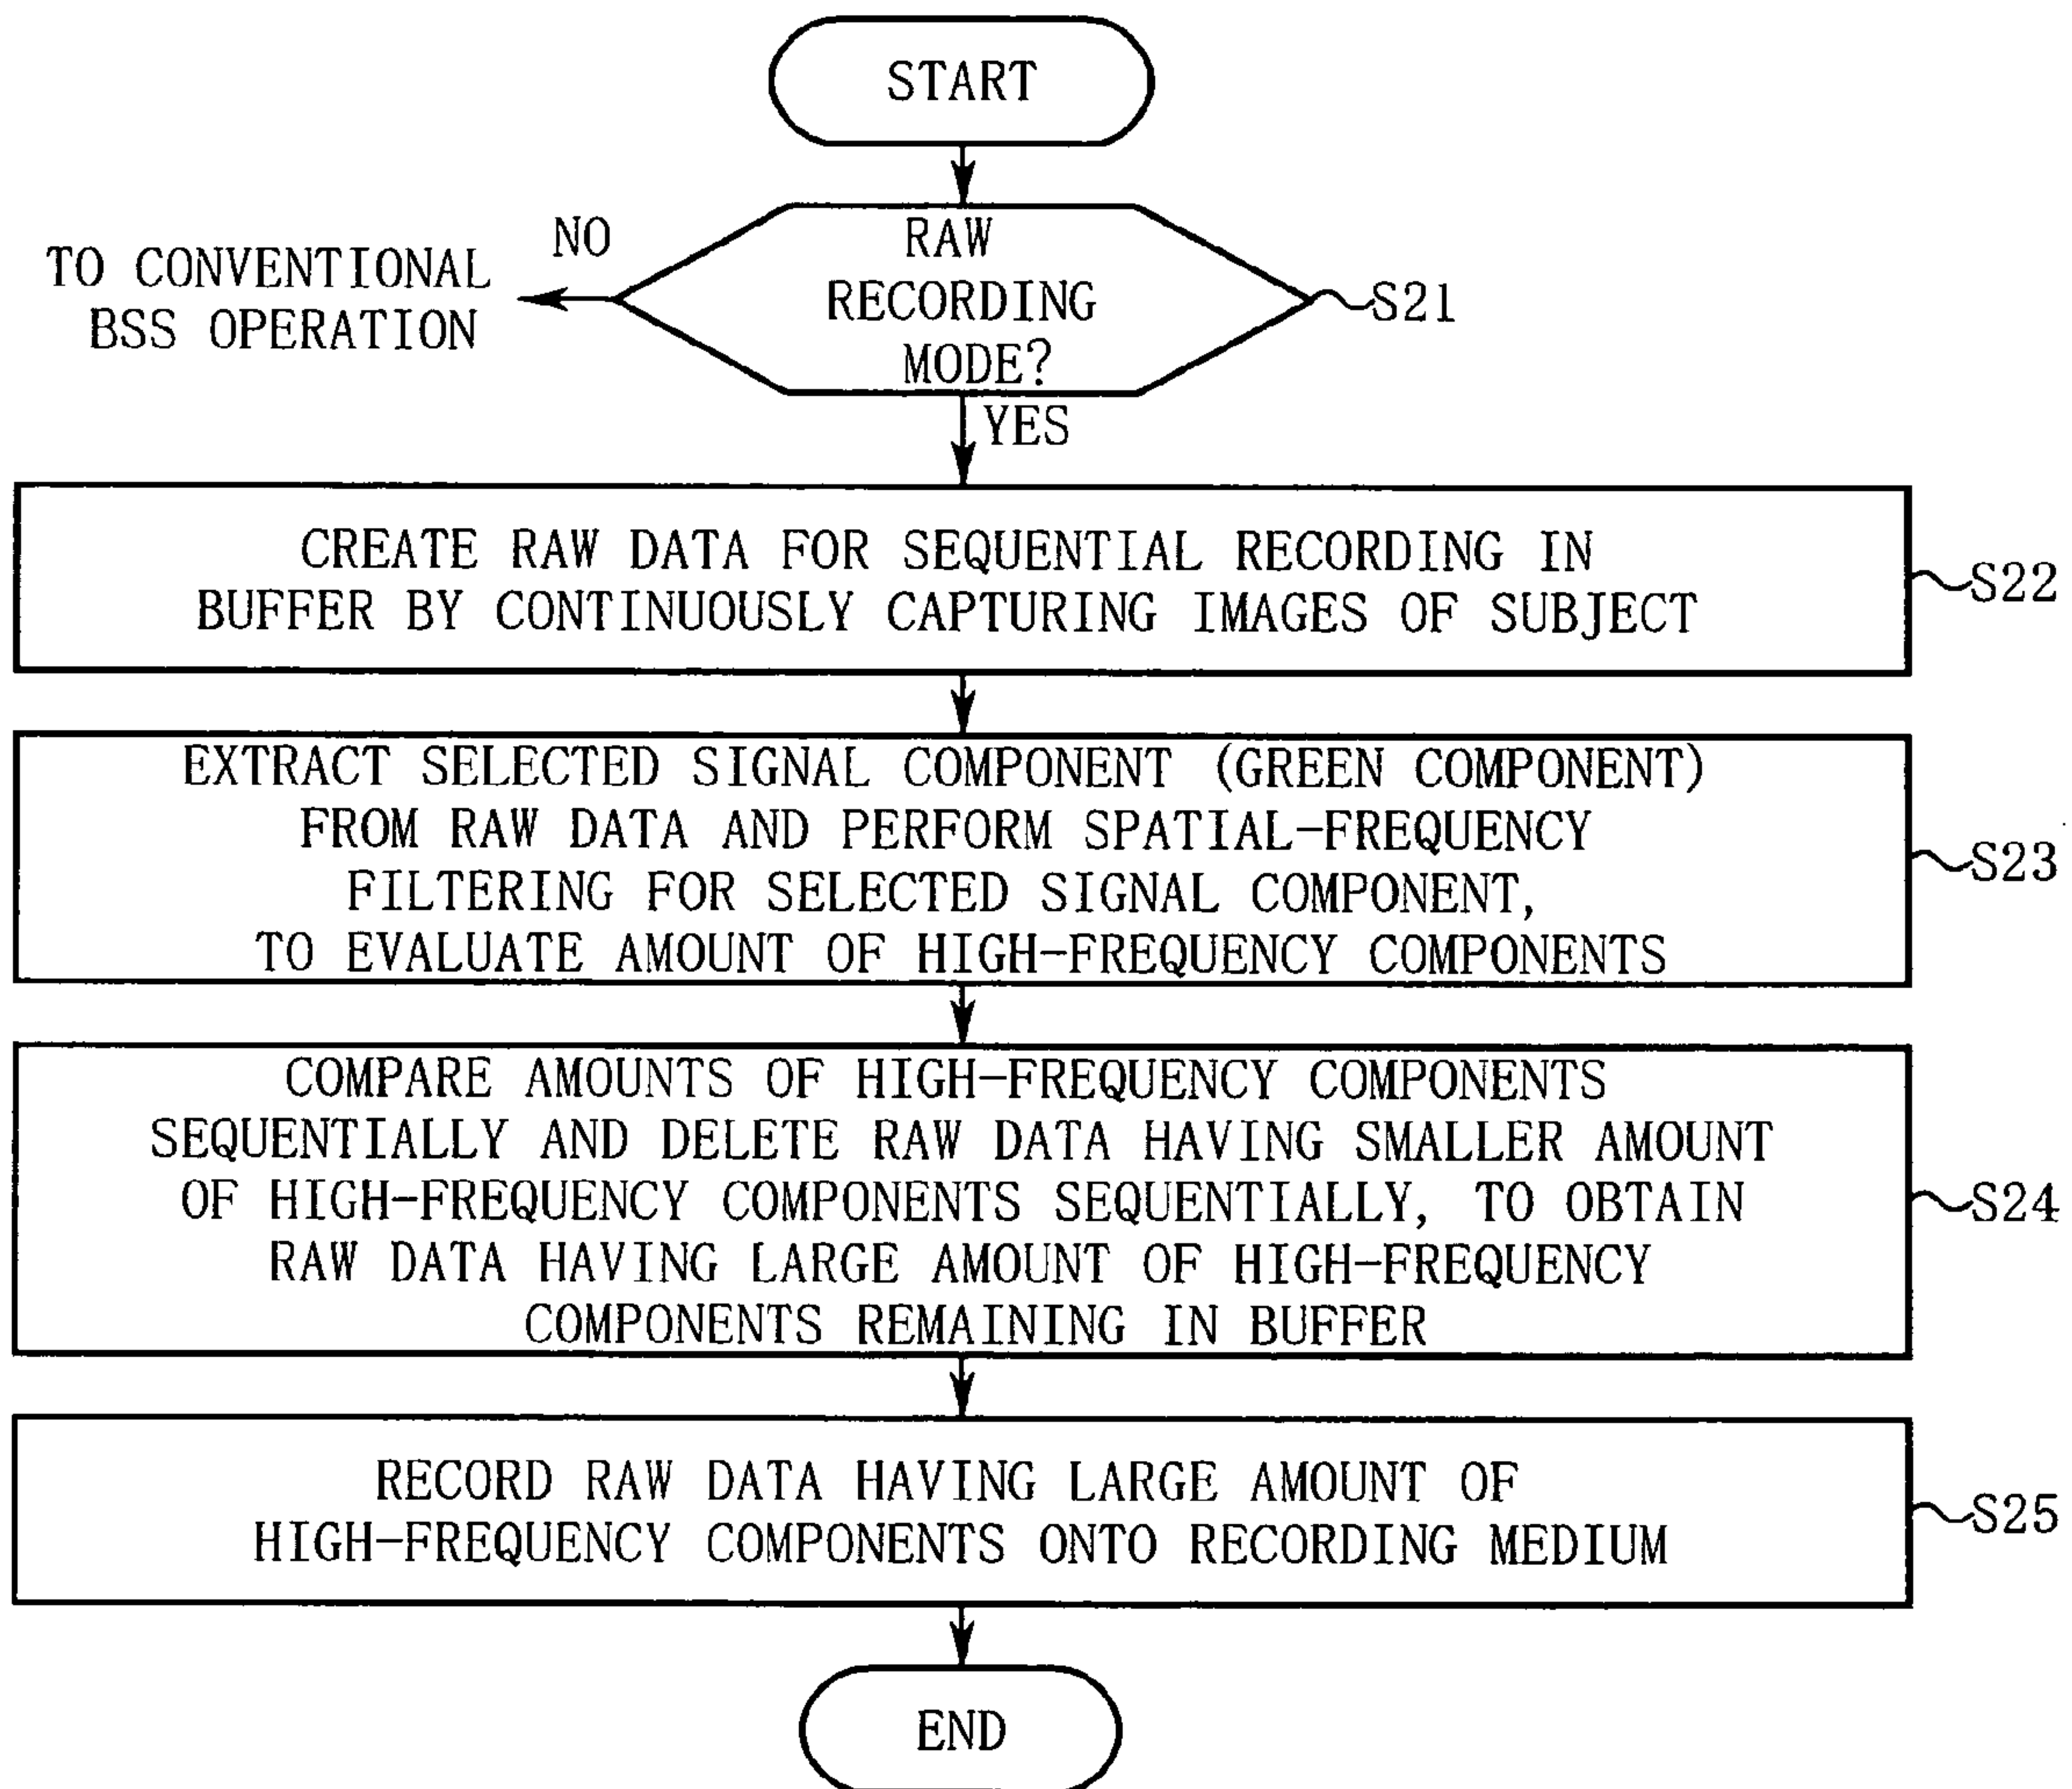 START
RAW
RECORDING
MODE?
S21
NO
TO CONVENTIONAL
BSS OPERATION
YES
CREATE RAW DATA FOR SEQUENTIAL RECORDING IN
BUFFER BY CONTINUOUSLY CAPTURING IMAGES OF SUBJECT
S22
EXTRACT SELECTED SIGNAL COMPONENT (GREEN COMPONENT)
FROM RAW DATA AND PERFORM SPATIAL-FREQUENCY
FILTERING FOR SELECTED SIGNAL COMPONENT,
TO EVALUATE AMOUNT OF HIGH-FREQUENCY COMPONENTS
S23
COMPARE AMOUNTS OF HIGH-FREQUENCY COMPONENTS
SEQUENTIALLY AND DELETE RAW DATA HAVING SMALLER AMOUNT
OF HIGH-FREQUENCY COMPONENTS SEQUENTIALLY, TO OBTAIN
RAW DATA HAVING LARGE AMOUNT OF HIGH-FREQUENCY
COMPONENTS REMAINING IN BUFFER
S24
RECORD RAW DATA HAVING LARGE AMOUNT OF
HIGH-FREQUENCY COMPONENTS ONTO RECORDING MEDIUM
S25
END